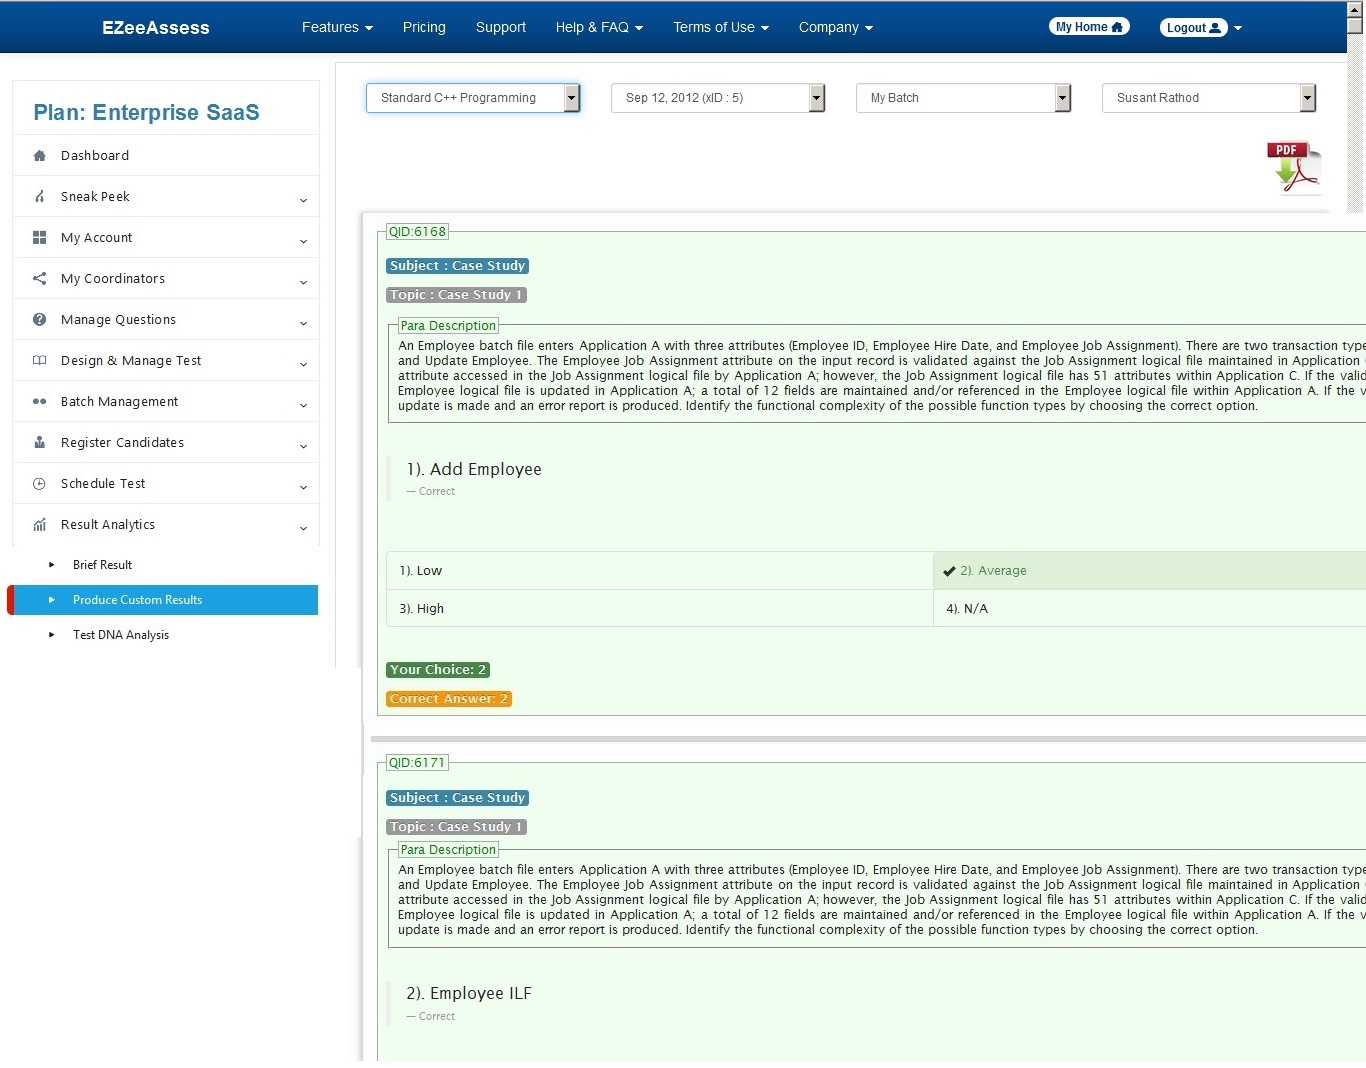 EZeeAssess Features Pricing Support Help & FAQ Terms of Use Company My Home Logout
Plan: Enterprise SaaS
Dashboard
Sneak Peek
My Account
My Coordinators
Manage Questions
Design & Manage Test
Batch Management
Register Candidates
Schedule Test
Result Analytics
Brief Result
Produce Custom Results
Test DNA Analysis
Standard C++ Programming Sep 12, 2012 (xID : 5) My Batch Susant Rathod
PDF
QID:6168
Subject : Case Study
Topic : Case Study 1
Para Description
An Employee batch file enters Application A with three attributes (Employee ID, Employee Hire Date, and Employee Job Assignment). There are two transaction type
and Update Employee. The Employee Job Assignment attribute on the input record is validated against the Job Assignment logical file maintained in Application
attribute accessed in the Job Assignment logical file by Application A; however, the Job Assignment logical file has 51 attributes within Application C. If the valid
Employee logical file is updated in Application A; a total of 12 fields are maintained and/or referenced in the Employee logical file within Application A. If the v
update is made and an error report is produced. Identify the functional complexity of the possible function types by choosing the correct option.
1). Add Employee
— Correct
1). Low
2). Average
3). High
4). N/A
Your Choice: 2
Correct Answer: 2
QID:6171
Subject : Case Study
Topic : Case Study 1
Para Description
An Employee batch file enters Application A with three attributes (Employee ID, Employee Hire Date, and Employee Job Assignment). There are two transaction type
and Update Employee. The Employee Job Assignment attribute on the input record is validated against the Job Assignment logical file maintained in Application
attribute accessed in the Job Assignment logical file by Application A; however, the Job Assignment logical file has 51 attributes within Application C. If the valid
Employee logical file is updated in Application A; a total of 12 fields are maintained and/or referenced in the Employee logical file within Application A. If the v
update is made and an error report is produced. Identify the functional complexity of the possible function types by choosing the correct option.
2). Employee ILF
— Correct